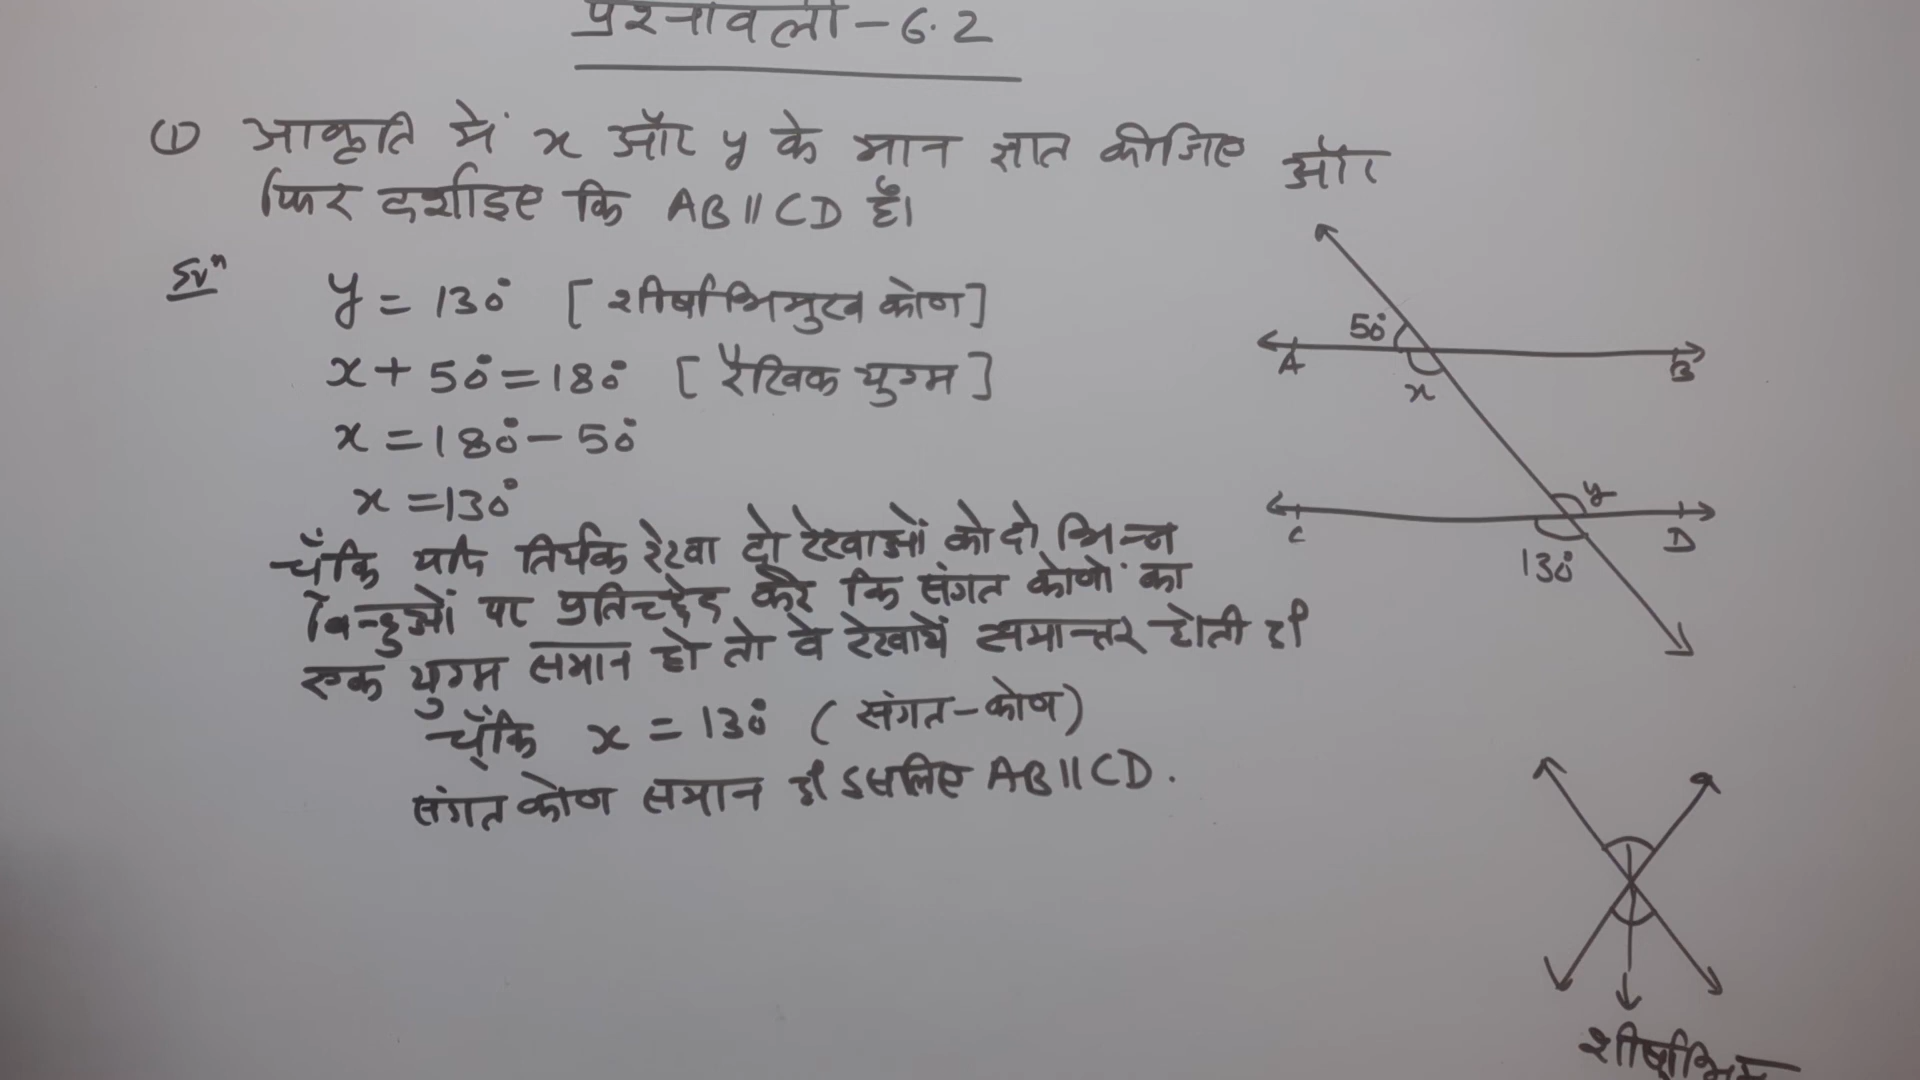 प्रश्नावली-6.2
① आकृति में x और y के मान ज्ञात कीजिए और
फिर दर्शाइए कि AB || CD है।
Solⁿ
y = 130° [शीर्षाभिमुख कोण]
x + 50° = 180° [रैखिक युग्म]
x = 180° - 50°
x = 130°
चूँकि यदि तिर्यक रेखा दो रेखाओं को दो भिन्न
बिन्दुओं पर प्रतिच्छेद करे कि संगत कोणों का
एक युग्म समान हो तो वे रेखायें समान्तर होती हैं
चूँकि x = 130° (संगत-कोण)
संगत कोण समान हैं इसलिए AB || CD.
50°
A
B
x
y
C
D
130°
शीर्षाभिमु